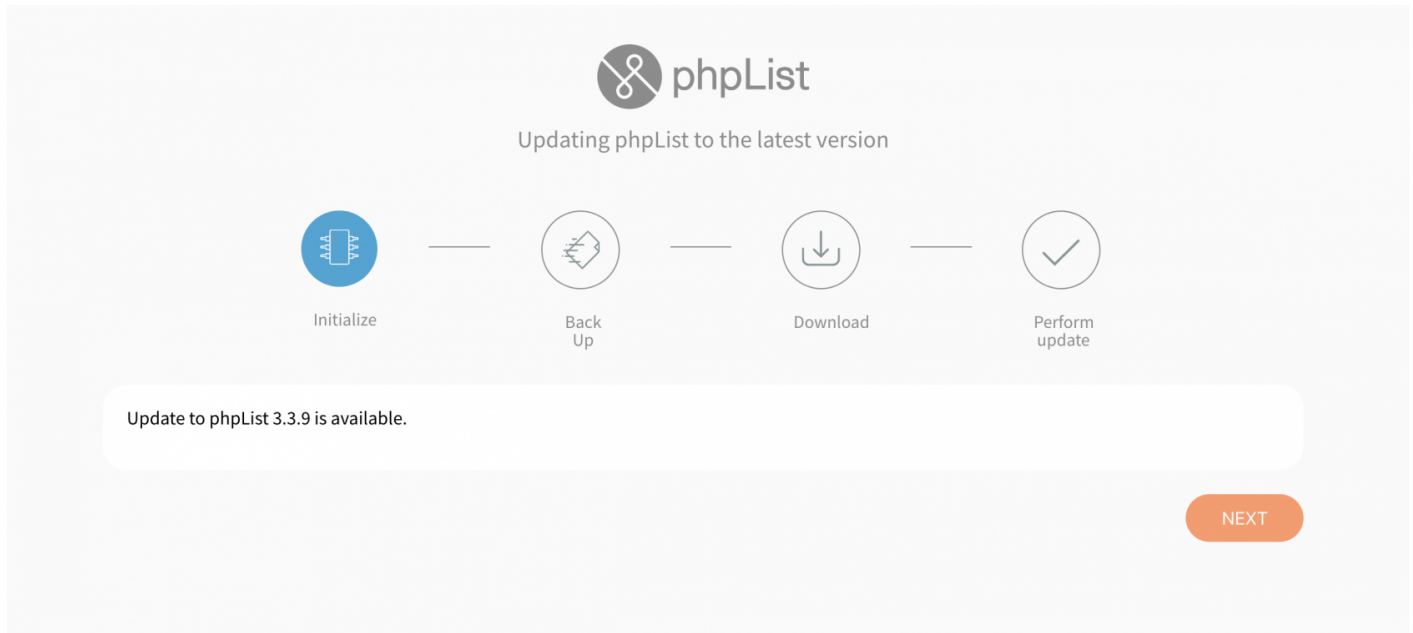 phpList
Updating phpList to the latest version
Initialize
Back
Up
Download
Perform
update
Update to phpList 3.3.9 is available.
NEXT